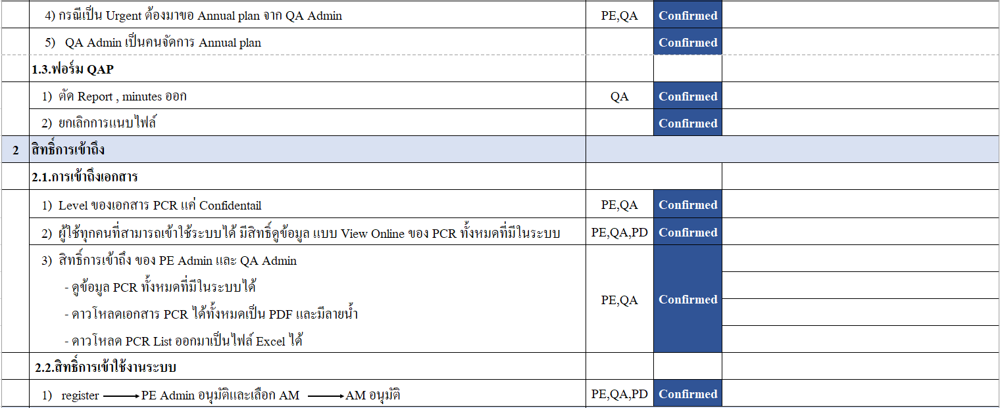 4) กรณีเป็น Urgent ต้องมาขอ Annual plan จาก QA Admin PE,QA Confirmed
5) QA Admin เป็นคนจัดการ Annual plan Confirmed
1.3.ฟอร์ม QAP
1) ตัด Report , minutes ออก QA Confirmed
2) ยกเลิกการแนบไฟล์ Confirmed
2 สิทธิ์การเข้าถึง
2.1.การเข้าถึงเอกสาร
1) Level ของเอกสาร PCR แค่ Confidentail PE,QA Confirmed
2) ผู้ใช้ทุกคนที่สามารถเข้าใช้ระบบได้ มีสิทธิ์ดูข้อมูล แบบ View Online ของ PCR ทั้งหมดที่มีในระบบ PE,QA,PD Confirmed
3) สิทธิ์การเข้าถึง ของ PE Admin และ QA Admin
- ดูข้อมูล PCR ทั้งหมดที่มีในระบบได้
PE,QA Confirmed
- ดาวโหลดเอกสาร PCR ได้ทั้งหมดเป็น PDF และมีลายน้ำ
- ดาวโหลด PCR List ออกมาเป็นไฟล์ Excel ได้
2.2.สิทธิ์การเข้าใช้งานระบบ
1) register → PE Admin อนุมัติและเลือก AM → AM อนุมัติ PE,QA,PD Confirmed